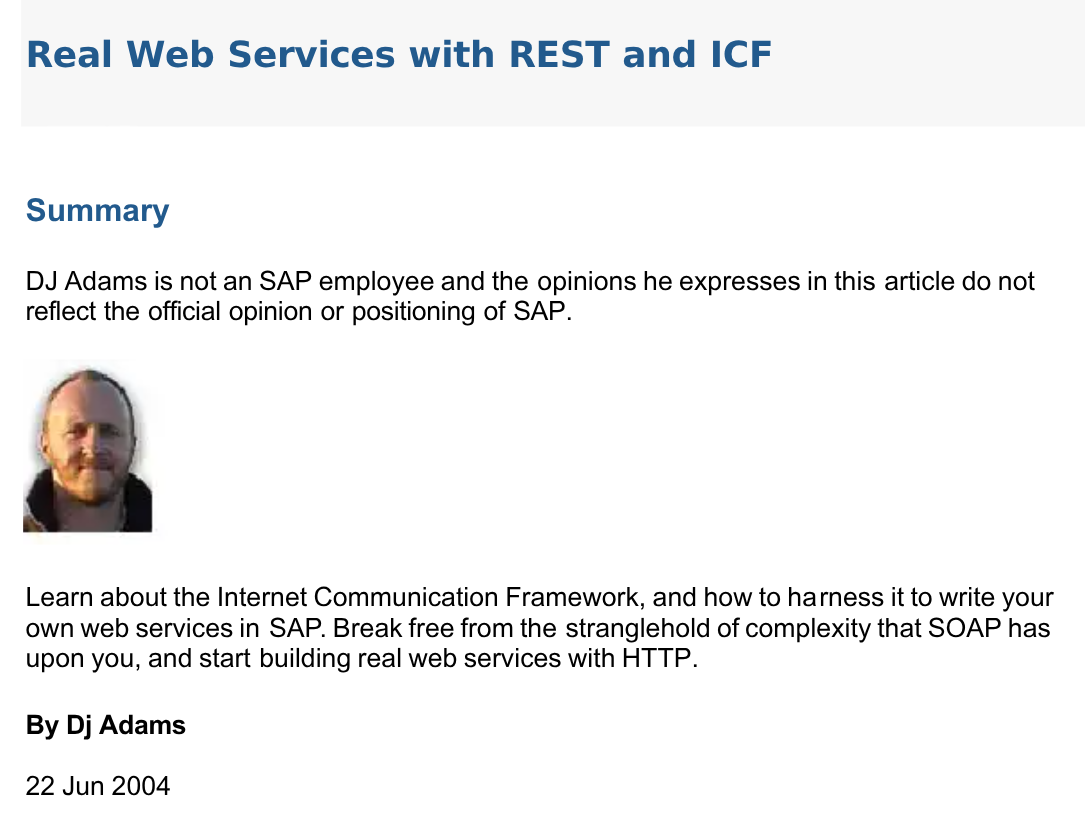 Real Web Services with REST and ICF
Summary
DJ Adams is not an SAP employee and the opinions he expresses in this article do not
reflect the official opinion or positioning of SAP.
Learn about the Internet Communication Framework, and how to harness it to write your
own web services in SAP. Break free from the stranglehold of complexity that SOAP has
upon you, and start building real web services with HTTP.
By Dj Adams
22 Jun 2004